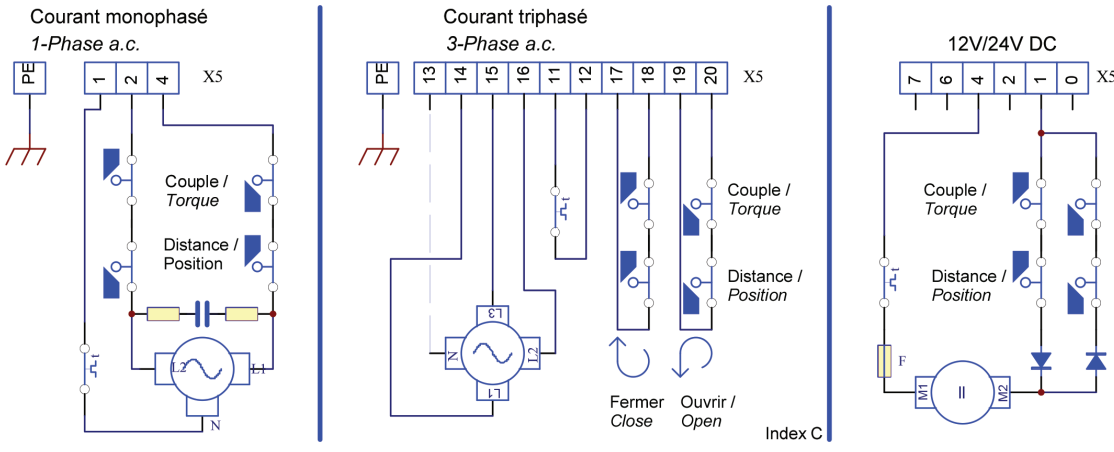 Courant monophasé
1-Phase a.c.
PE
1 2 4 X5
Couple /
Torque
Distance /
Position
t
L2 L1
N
Courant triphasé
3-Phase a.c.
PE
13 14 15 16 11 12 17 18 19 20 X5
t
Couple /
Torque
Distance /
Position
L3
N L2
L1
Fermer
Close
Ouvrir /
Open
Index C
12V/24V DC
7 6 4 2 1 0 X5
Couple /
Torque
Distance /
Position
t
F
M1 II M2